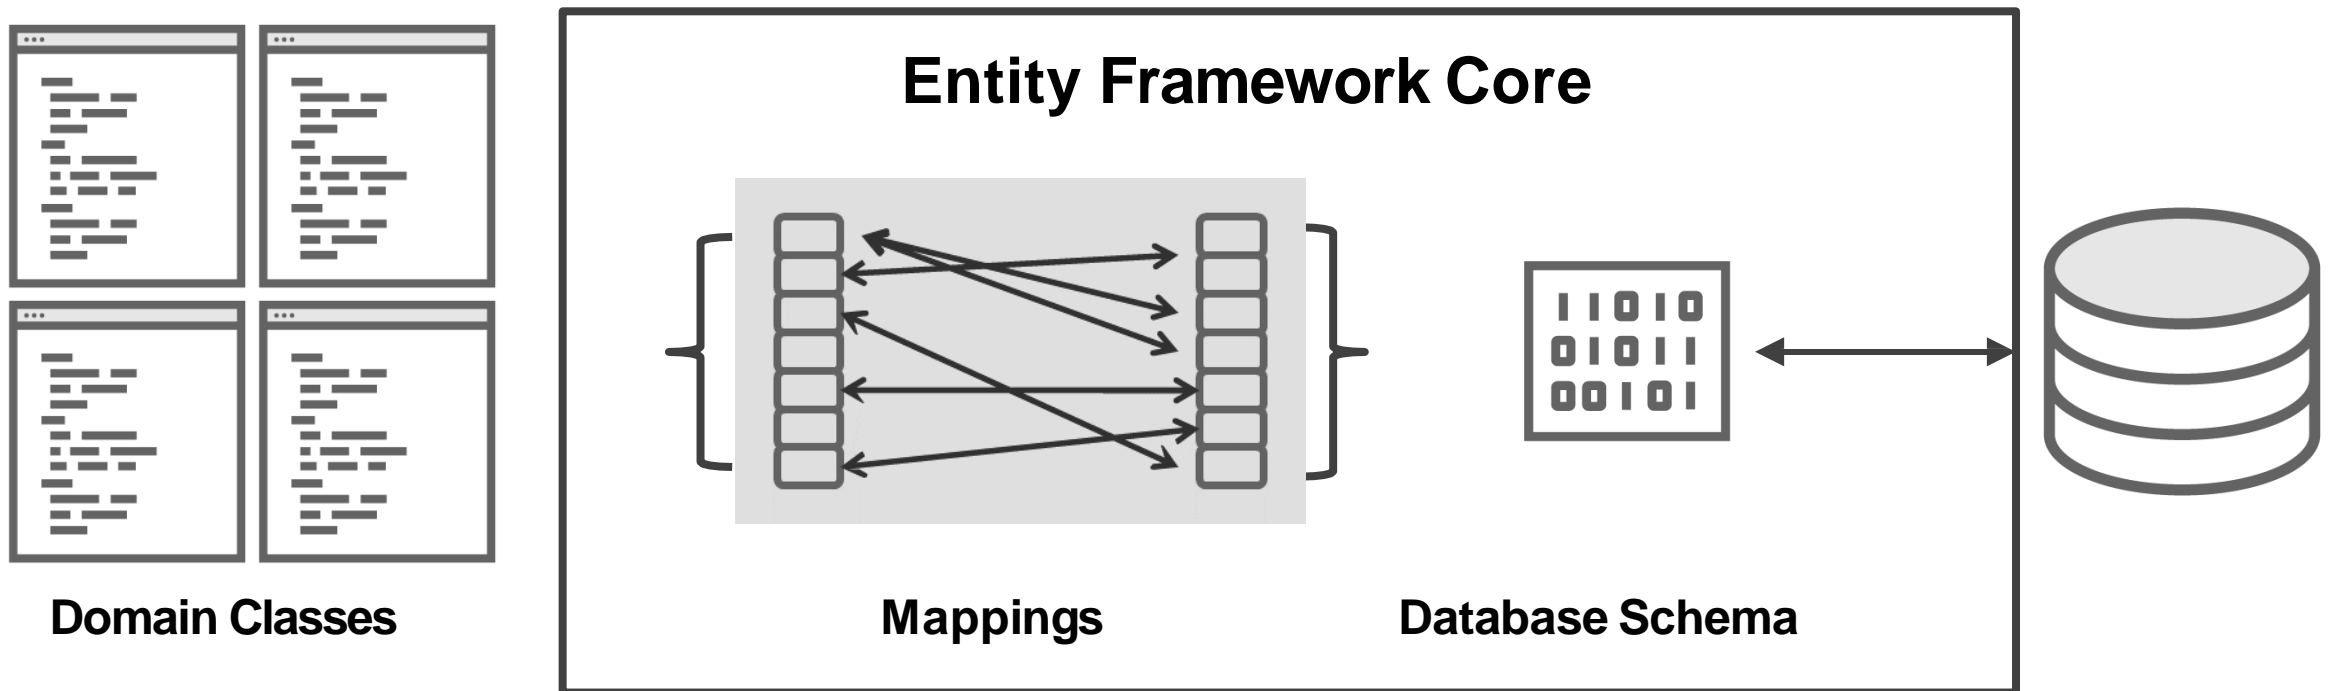 Entity Framework Core
11010
01011
00101
Domain Classes
Mappings
Database Schema